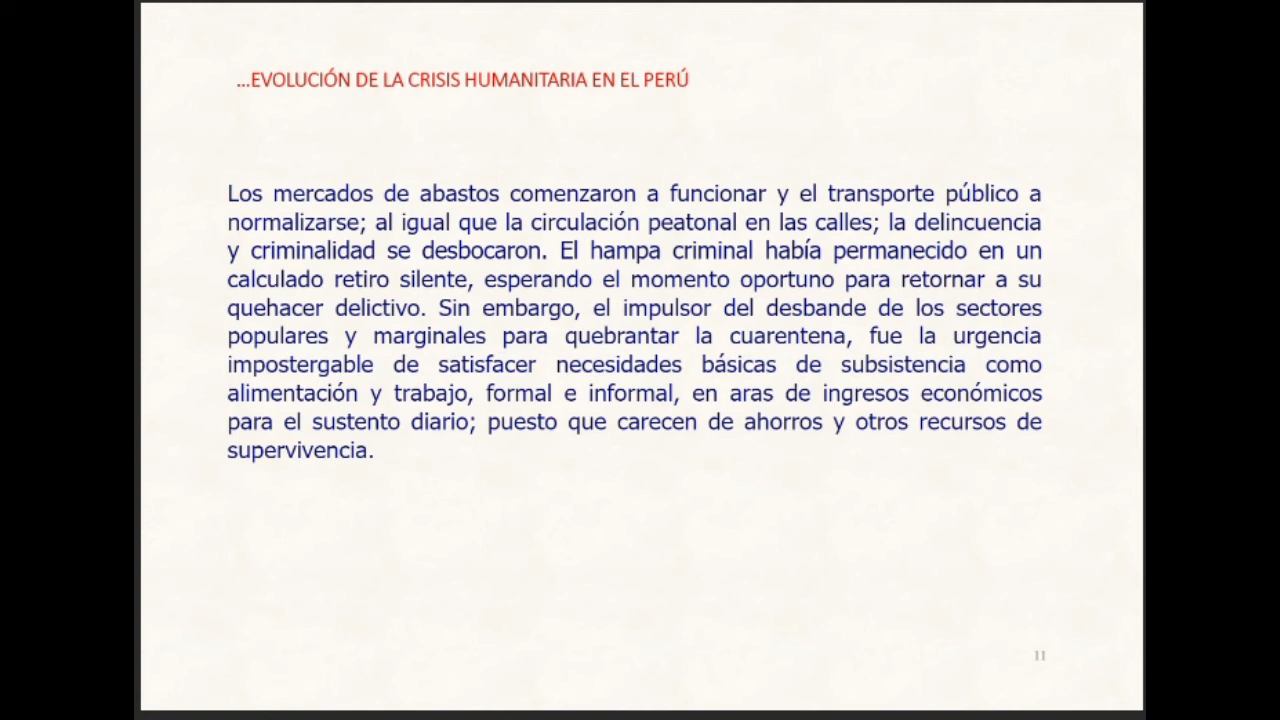 ...EVOLUCIÓN DE LA CRISIS HUMANITARIA EN EL PERÚ
Los mercados de abastos comenzaron a funcionar y el transporte público a
normalizarse; al igual que la circulación peatonal en las calles; la delincuencia
y criminalidad se desbocaron. El hampa criminal había permanecido en un
calculado retiro silente, esperando el momento oportuno para retornar a su
quehacer delictivo. Sin embargo, el impulsor del desbande de los sectores
populares y marginales para quebrantar la cuarentena, fue la urgencia
impostergable de satisfacer necesidades básicas de subsistencia como
alimentación y trabajo, formal e informal, en aras de ingresos económicos
para el sustento diario; puesto que carecen de ahorros y otros recursos de
supervivencia.
11